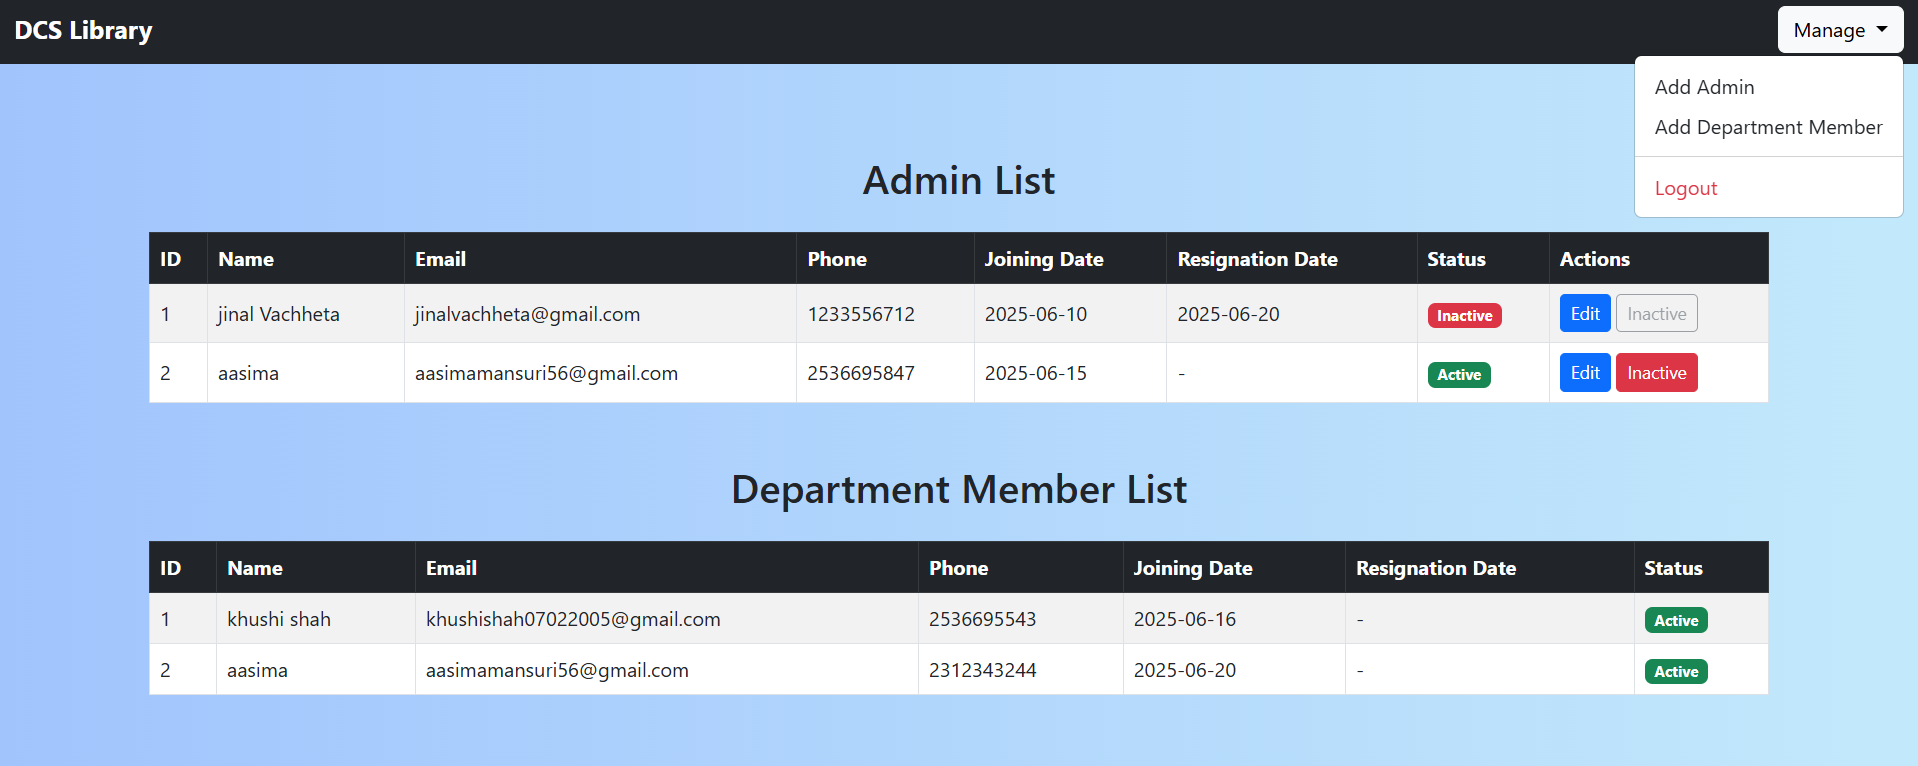 DCS Library
Manage
Add Admin
Add Department Member
Logout
Admin List
ID Name Email Phone Joining Date Resignation Date Status Actions
1 jinal Vachheta jinalvachheta@gmail.com 1233556712 2025-06-10 2025-06-20 Inactive Edit Inactive
2 aasima aasimamansuri56@gmail.com 2536695847 2025-06-15 - Active Edit Inactive
Department Member List
ID Name Email Phone Joining Date Resignation Date Status
1 khushi shah khushishah07022005@gmail.com 2536695543 2025-06-16 - Active
2 aasima aasimamansuri56@gmail.com 2312343244 2025-06-20 - Active